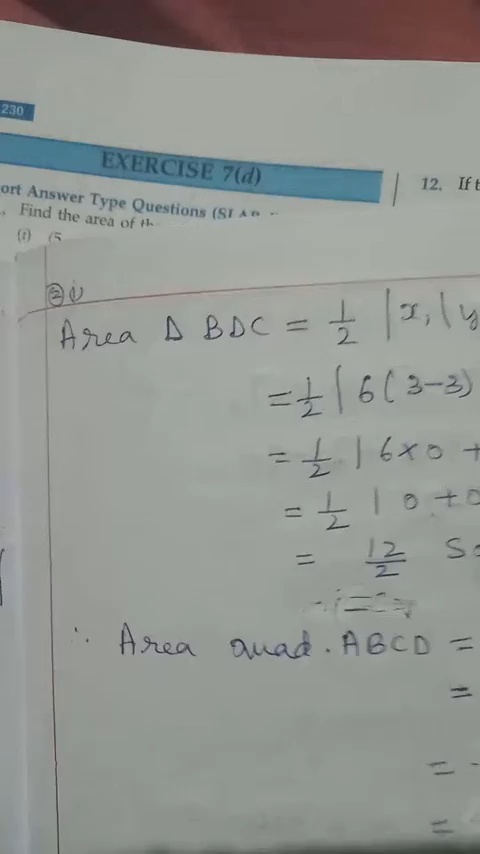 230
EXERCISE 7(d)
ort Answer Type Questions
Find the area of
(i) (5
12. If t
② (i)
Area Δ BDC = 1/2 | x, ( y
= 1/2 | 6 ( 3-3)
= 1/2 | 6×0 +
= 1/2 | 0 +0
= 12/2 S
∴ Area quad. ABCD =
=
=
=